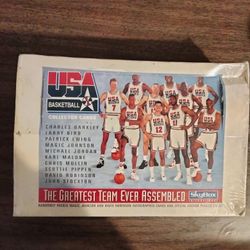 USA
BASKETBALL
COLLECTOR CARDS
CHARLES BARKLEY
LARRY BIRD
PATRICK EWING
MAGIC JOHNSON
MICHAEL JORDAN
KARL MALONE
CHRIS MULLIN
SCOTTIE PIPPEN
DAVID ROBINSON
JOHN STOCKTON
THE GREATEST TEAM EVER ASSEMBLED
SKYBOX